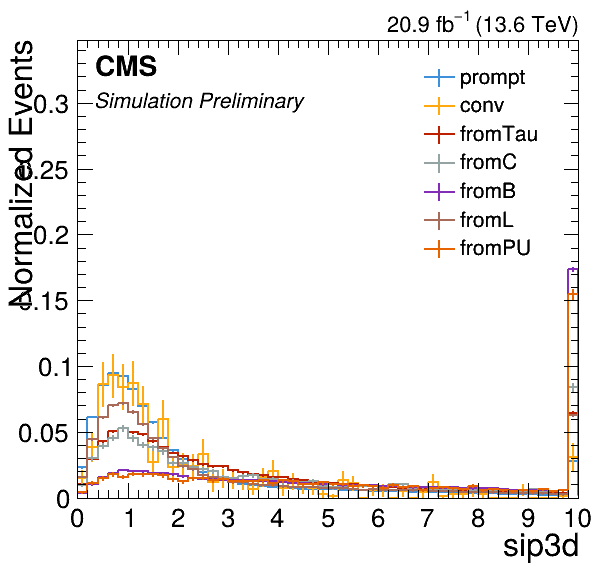 20.9 fb⁻¹ (13.6 TeV)
CMS
Simulation Preliminary
Normalized Events
prompt
conv
fromTau
fromC
fromB
fromL
fromPU
0.3
0.25
0.2
0.15
0.1
0.05
0
0 1 2 3 4 5 6 7 8 9 10
sip3d